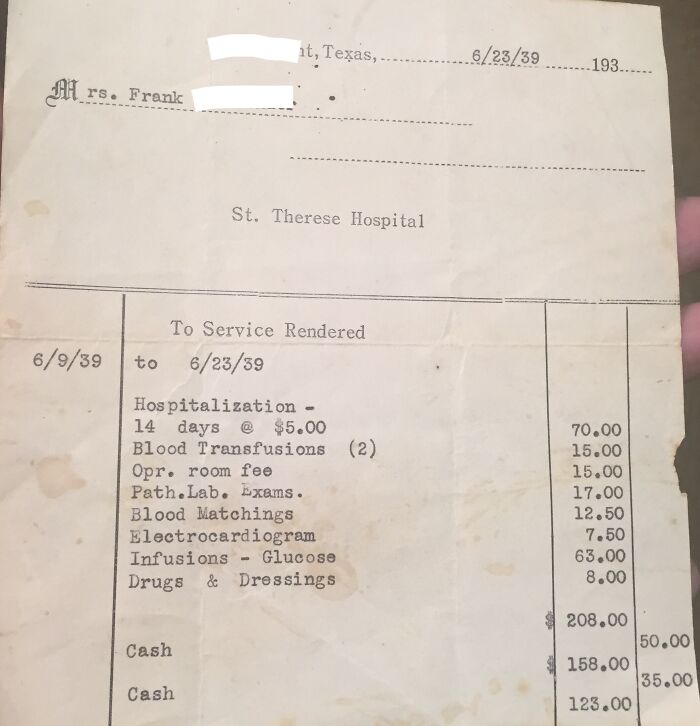 nt, Texas, 6/23/39 193
Mrs. Frank
St. Therese Hospital
To Service Rendered
6/9/39 to 6/23/39
Hospitalization -
14 days @ $5.00 70.00
Blood Transfusions (2) 15.00
Opr. room fee 15.00
Path.Lab. Exams. 17.00
Blood Matchings 12.50
Electrocardiogram 7.50
Infusions - Glucose 63.00
Drugs & Dressings 8.00
$ 208.00
Cash 50.00
$ 158.00
Cash 35.00
123.00